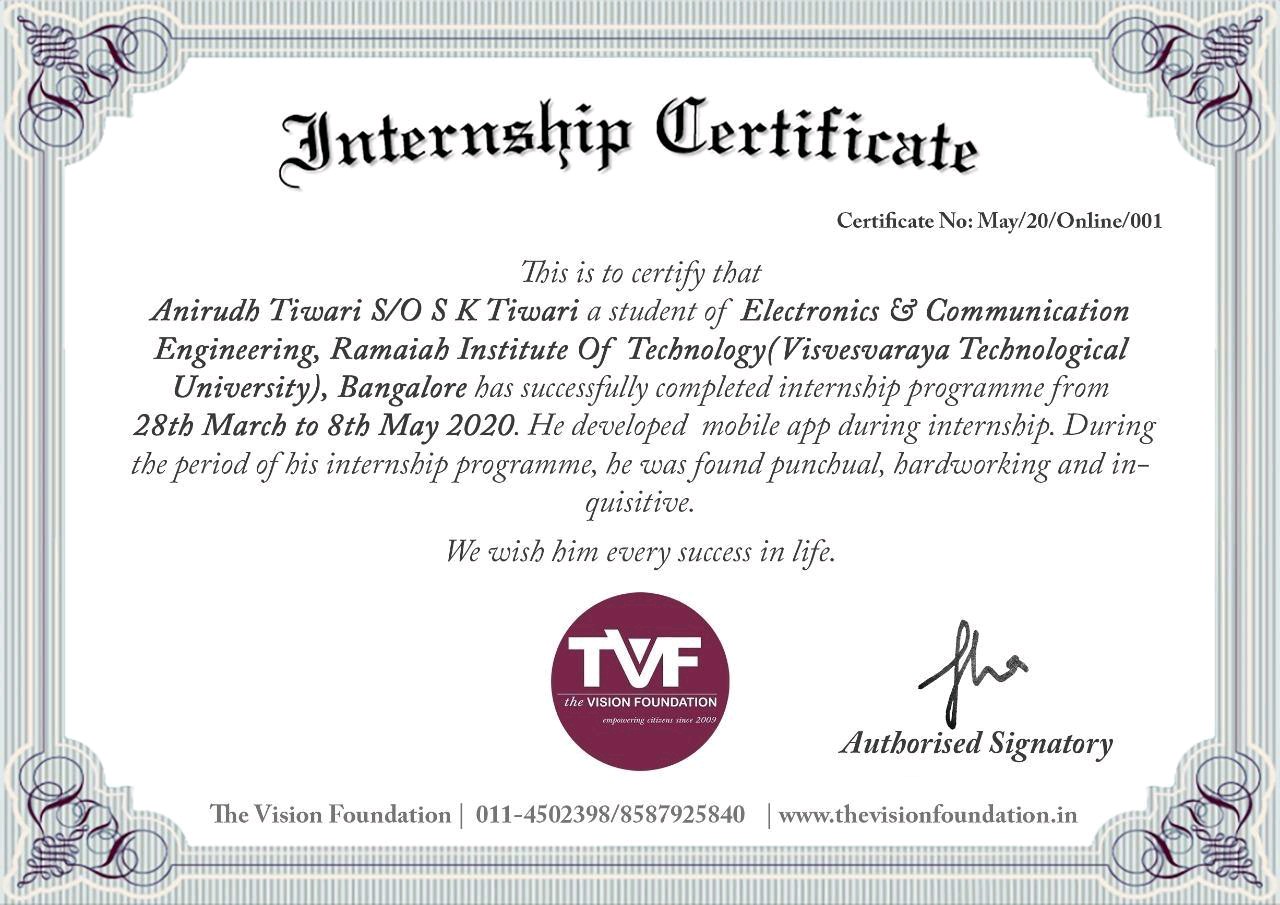 Internship Certificate
Certificate No: May/20/Online/001
This is to certify that
Anirudh Tiwari S/O S K Tiwari a student of Electronics & Communication
Engineering, Ramaiah Institute Of Technology(Visvesvaraya Technological
University), Bangalore has successfully completed internship programme from
28th March to 8th May 2020. He developed mobile app during internship. During
the period of his internship programme, he was found punchual, hardworking and in-
quisitive.
We wish him every success in life.
TVF
the VISION FOUNDATION
empowering citizens since 2009
Authorised Signatory
The Vision Foundation | 011-4502398/8587925840 | www.thevisionfoundation.in